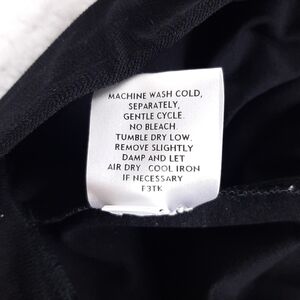 MACHINE WASH COLD,
SEPARATELY,
GENTLE CYCLE.
NO BLEACH.
TUMBLE DRY LOW.
REMOVE SLIGHTLY
DAMP AND LET
AIR DRY. COOL IRON
IF NECESSARY
F3TK